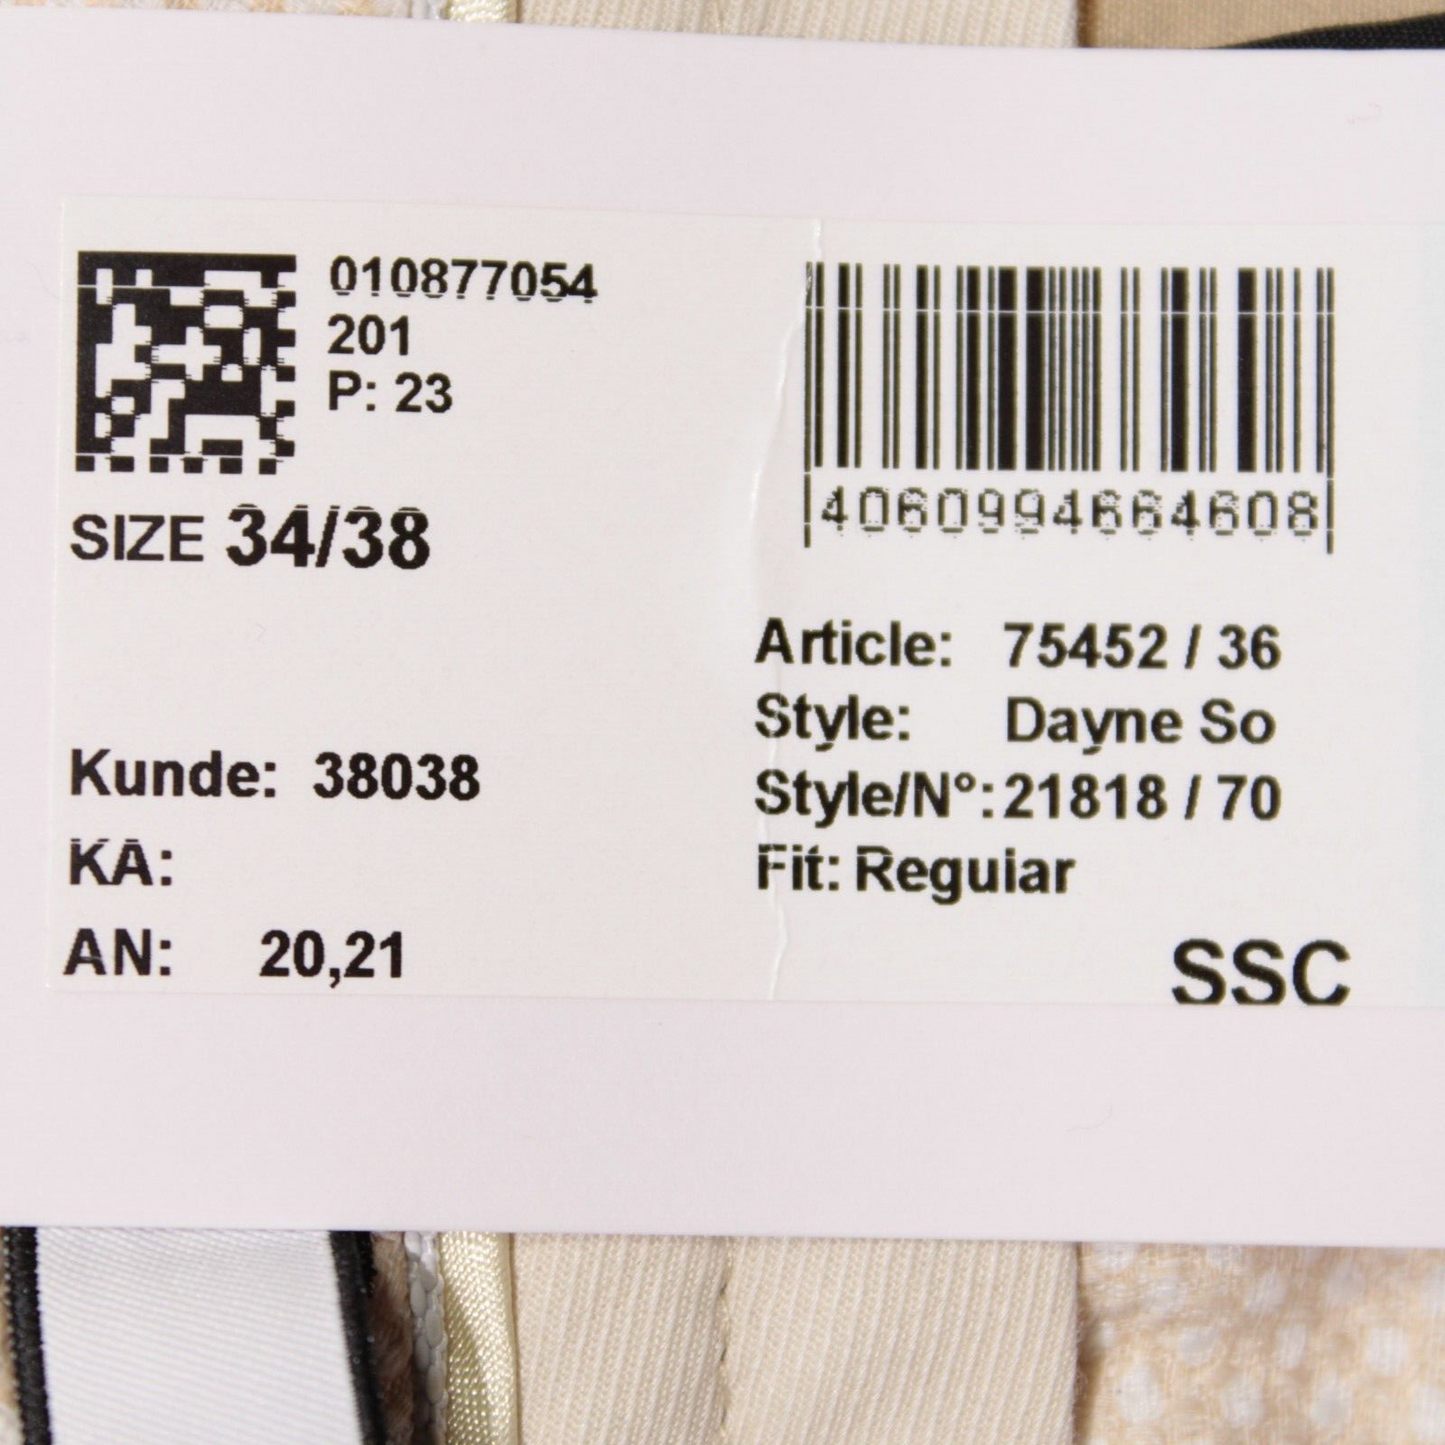 010877054
201
P: 23
SIZE 34/38
Kunde: 38038
KA:
AN: 20,21
4060994664608
Article: 75452 / 36
Style: Dayne So
Style/N°: 21818 / 70
Fit: Regular
SSC